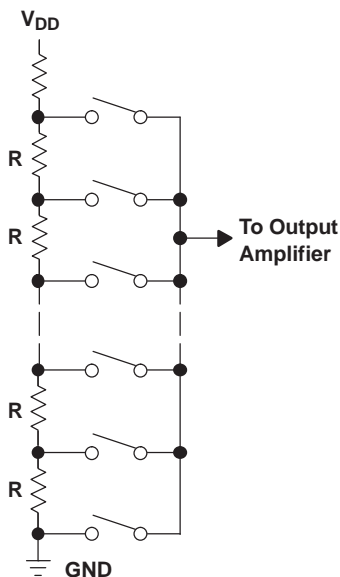 VDD
R
R
To Output
Amplifier
R
R
GND